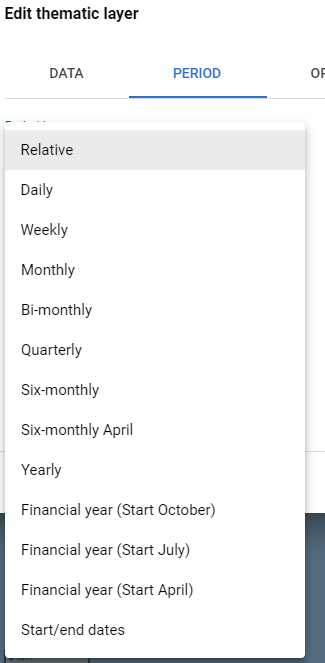 Edit thematic layer
DATA
PERIOD
Relative
Daily
Weekly
Monthly
Bi-monthly
Quarterly
Six-monthly
Six-monthly April
Yearly
Financial year (Start October)
Financial year (Start July)
Financial year (Start April)
Start/end dates